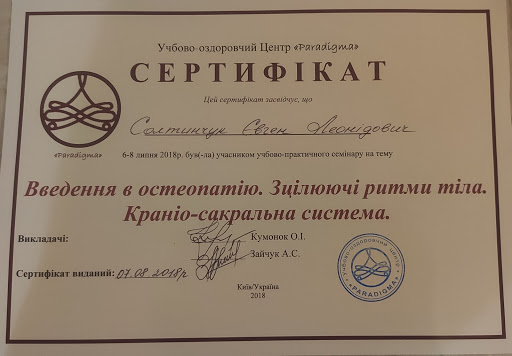 Учбово-оздоровчий Центр «Paradigma»
СЕРТИФІКАТ
Цей сертифікат засвідчує, що
Солтинчук Євген Леонідович
«Paradigma»
6-8 липня 2018р. був(-ла) учасником учбово-практичного семінару на тему
Введення в остеопатію. Зцілюючі ритми тіла.
Краніо-сакральна система.
Викладачі:
Кумонок О.І.
Зайчук А.С.
Сертифікат виданий: 07.08.2018р
Київ/Україна
2018
Учбово-оздоровчий центр
«PARADIGMA»